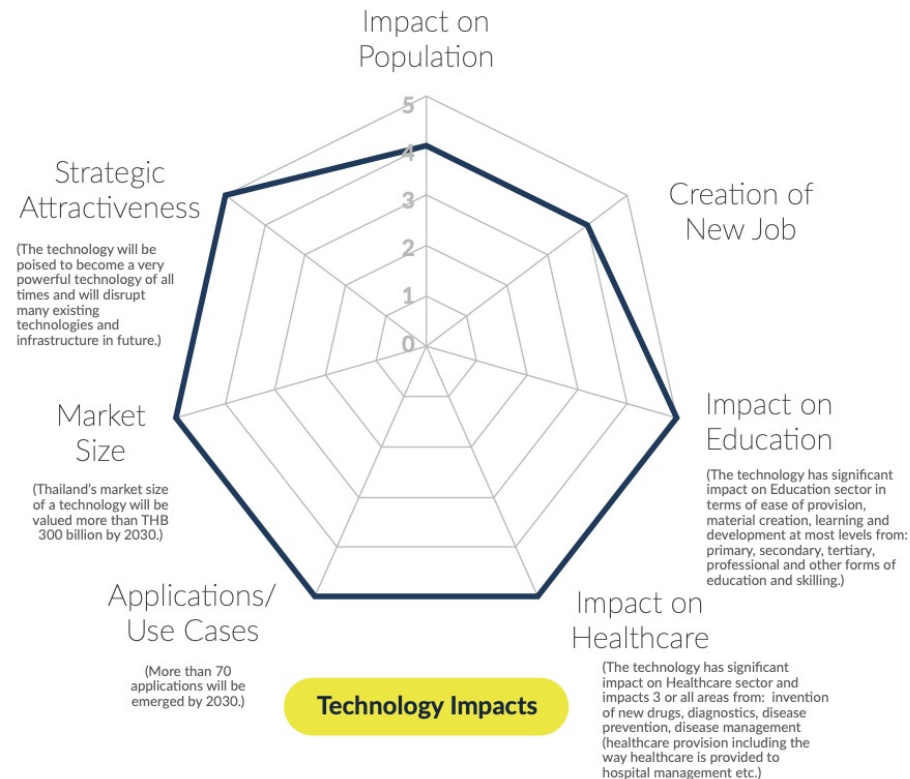 Impact on
Population
5
4
3
2
1
0
Strategic
Attractiveness
(The technology will be
poised to become a very
powerful technology of all
times and will disrupt
many existing
technologies and
infrastructure in future.)
Creation of
New Job
Market
Size
(Thailand's market size
of a technology will be
valued more than THB
300 billion by 2030.)
Impact on
Education
(The technology has significant
impact on Education sector in
terms of ease of provision,
material creation, learning and
development at most levels from:
primary, secondary, tertiary,
professional and other forms of
education and skilling.)
Applications/
Use Cases
(More than 70
applications will be
emerged by 2030.)
Impact on
Healthcare
(The technology has significant
impact on Healthcare sector and
impacts 3 or all areas from: invention
of new drugs, diagnostics, disease
prevention, disease management
(healthcare provision including the
way healthcare is provided to
hospital management etc.)
Technology Impacts